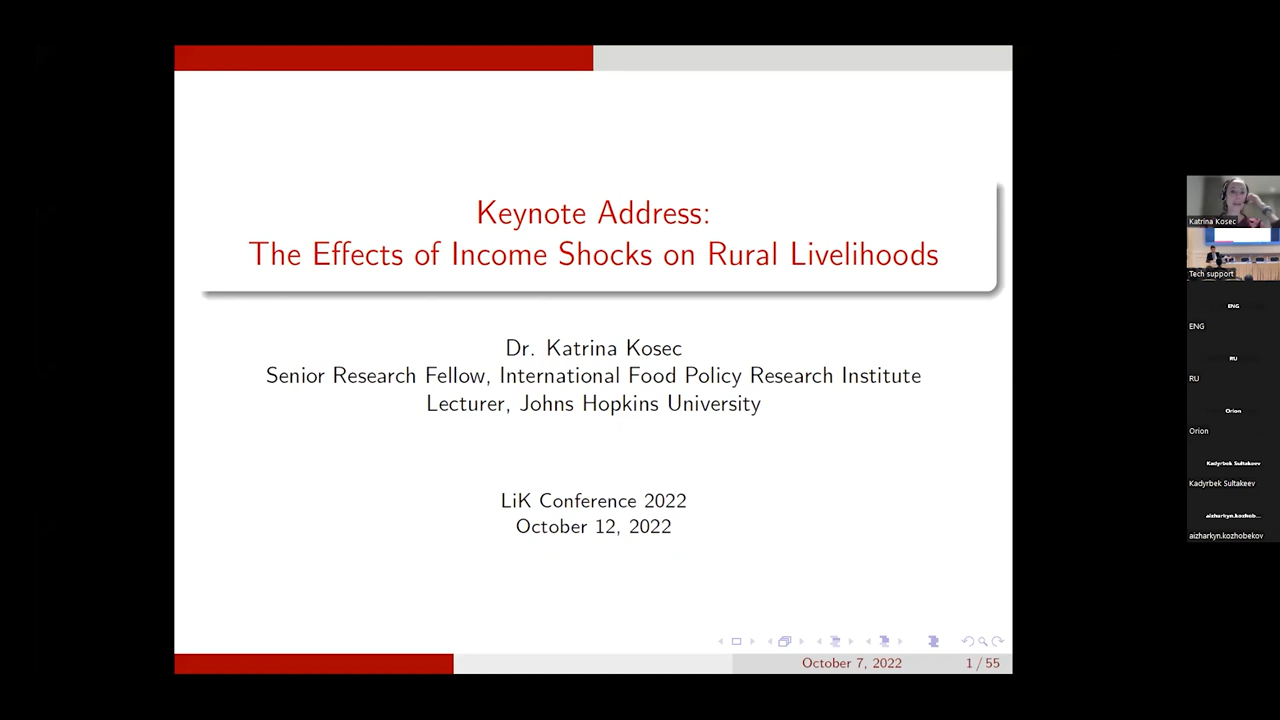 Keynote Address:
The Effects of Income Shocks on Rural Livelihoods
Dr. Katrina Kosec
Senior Research Fellow, International Food Policy Research Institute
Lecturer, Johns Hopkins University
LiK Conference 2022
October 12, 2022
October 7, 2022
1 / 55
Katrina Kosec
Tech support
ENG
ENG
RU
RU
Orion
Orion
Kadyrbek Sultakeev
Kadyrbek Sultakeev
aizharkyn.kozhob...
aizharkyn.kozhobekov